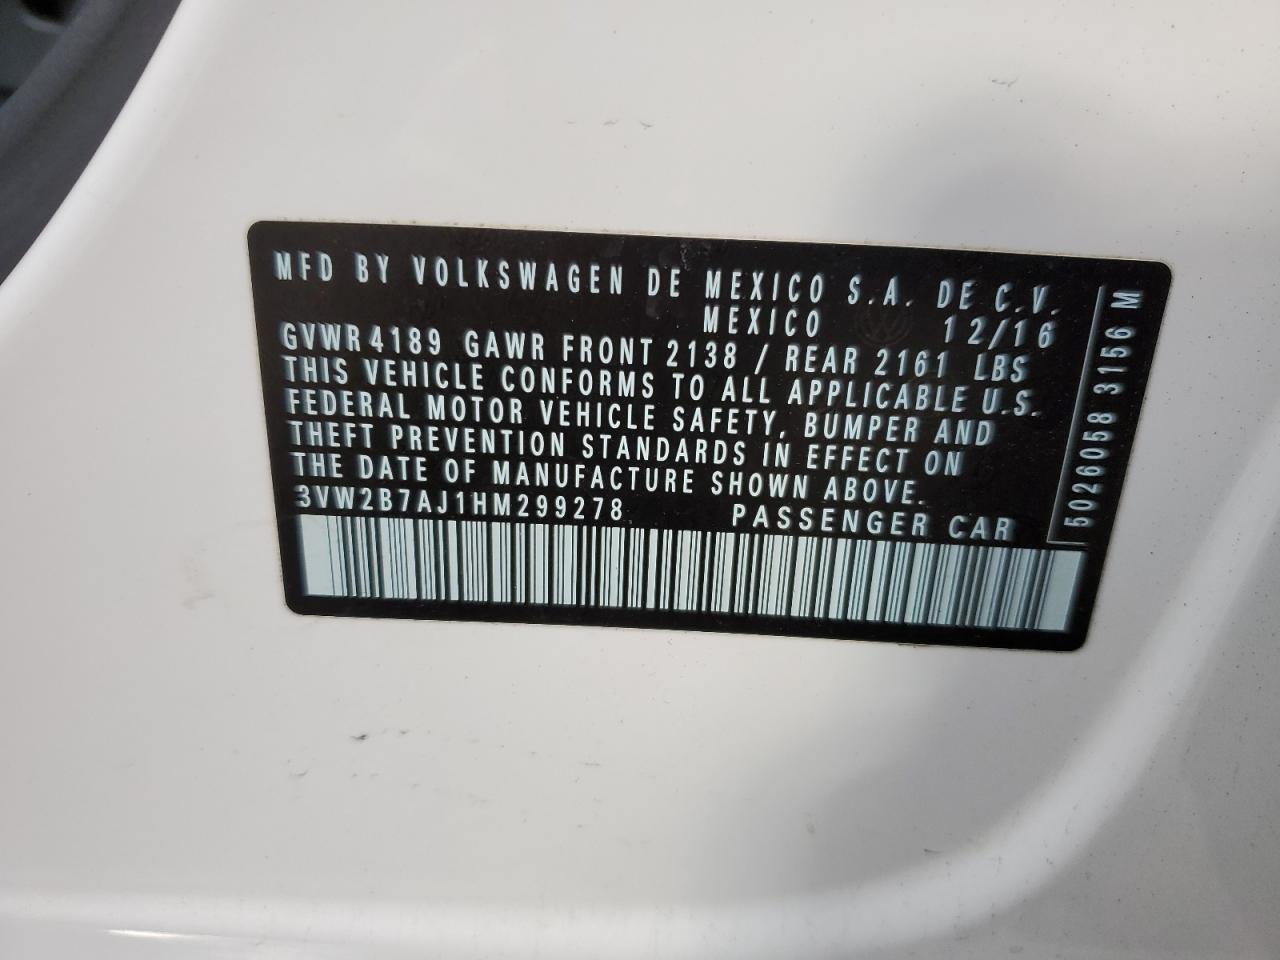 MFD BY VOLKSWAGEN DE MEXICO S.A. DE C.V.
MEXICO 12/16
GVWR 4189 GAWR FRONT 2138 / REAR 2161 LBS
THIS VEHICLE CONFORMS TO ALL APPLICABLE U.S.
FEDERAL MOTOR VEHICLE SAFETY, BUMPER AND
THEFT PREVENTION STANDARDS IN EFFECT ON
THE DATE OF MANUFACTURE SHOWN ABOVE.
3VW2B7AJ1HM299278 PASSENGER CAR
5026058 3156 M